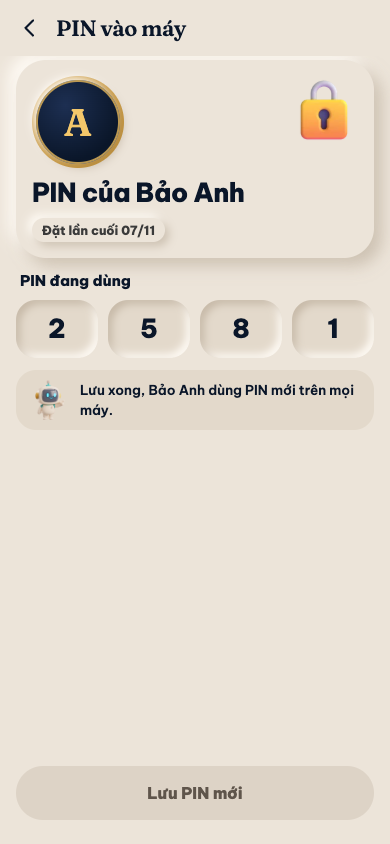 PIN vào máy
A
PIN của Bảo Anh
Đặt lần cuối 07/11
PIN đang dùng
2 5 8 1
Lưu xong, Bảo Anh dùng PIN mới trên mọi
máy.
Lưu PIN mới